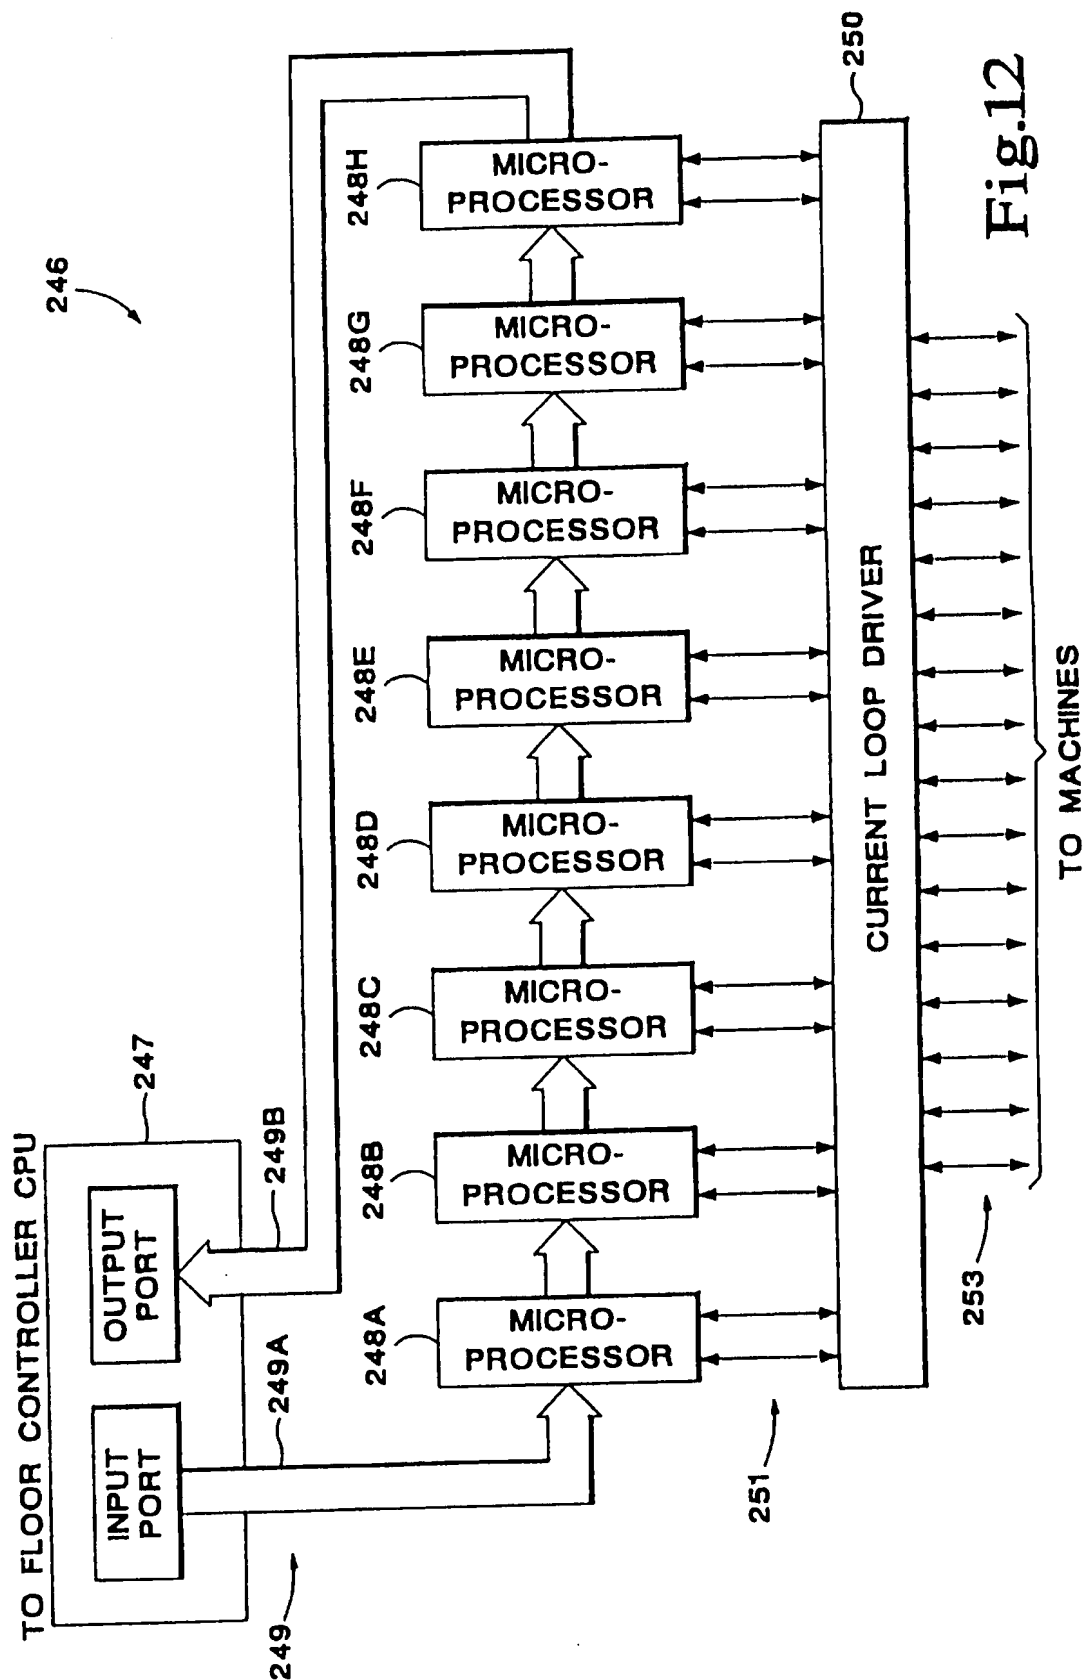 TO FLOOR CONTROLLER CPU
247
INPUT
PORT
OUTPUT
PORT
249
249A
249B
246
248A
248B
248C
248D
248E
248F
248G
248H
MICRO-
PROCESSOR
MICRO-
PROCESSOR
MICRO-
PROCESSOR
MICRO-
PROCESSOR
MICRO-
PROCESSOR
MICRO-
PROCESSOR
MICRO-
PROCESSOR
MICRO-
PROCESSOR
251
CURRENT LOOP DRIVER
250
253
TO MACHINES
Fig.12